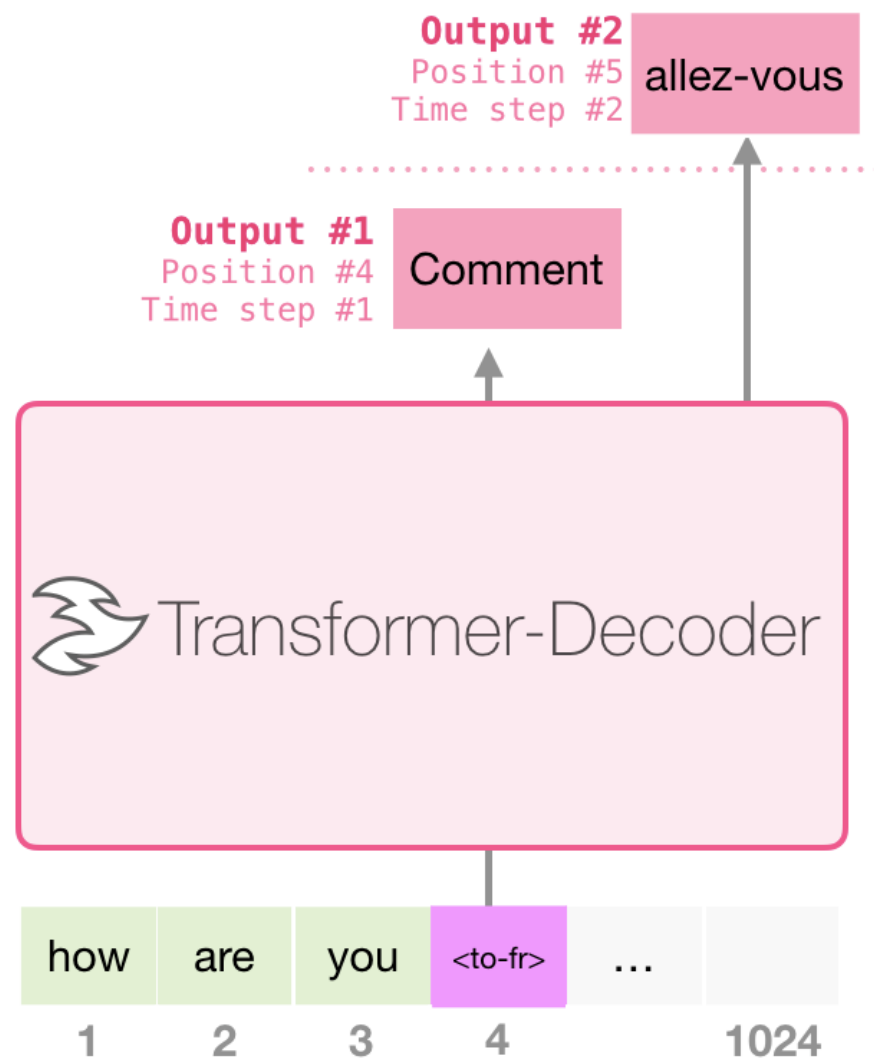 Output #2
Position #5
Time step #2
allez-vous
Output #1
Position #4
Time step #1
Comment
Transformer-Decoder
how are you <to-fr> ...
1 2 3 4 1024